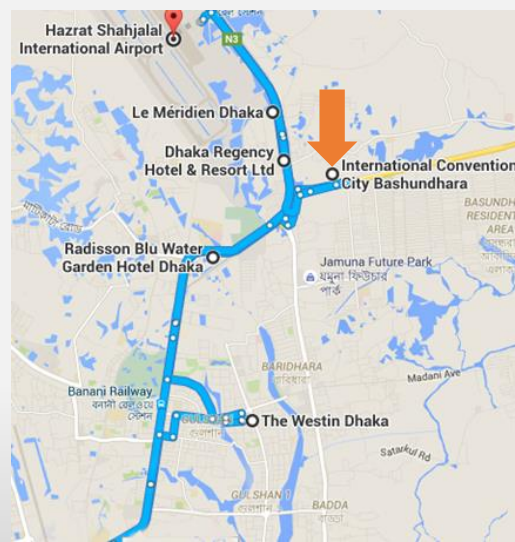 Hazrat Shahjalal
International Airport
N3
Le Méridien Dhaka
Dhaka Regency
Hotel & Resort Ltd
International Convention
City Bashundhara
BASUND
RESIDENT
AREA
Radisson Blu Water
Garden Hotel Dhaka
Jamuna Future Park
যমুনা ফিউচার
পার্ক
BARIDHARA
বারিধারা
Madani Ave
Banani Railway
বনানী রেলওয়ে
স্টেশন
গুলশান
The Westin Dhaka
Satarkul Rd
GULSHAN 1
BADDA
বাড্ডা